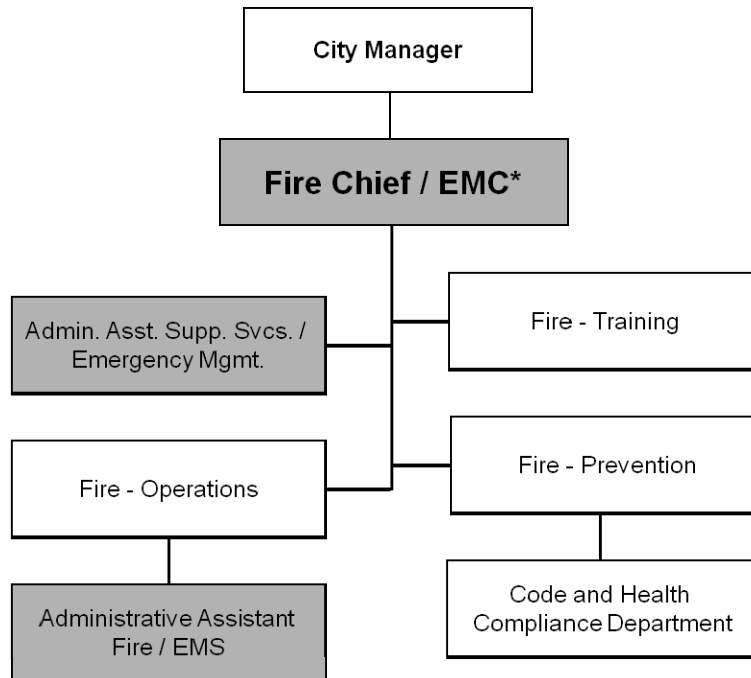 City Manager
Fire Chief / EMC*
Admin. Asst. Supp. Svcs. /
Emergency Mgmt.
Fire - Training
Fire - Operations
Fire - Prevention
Administrative Assistant
Fire / EMS
Code and Health
Compliance Department